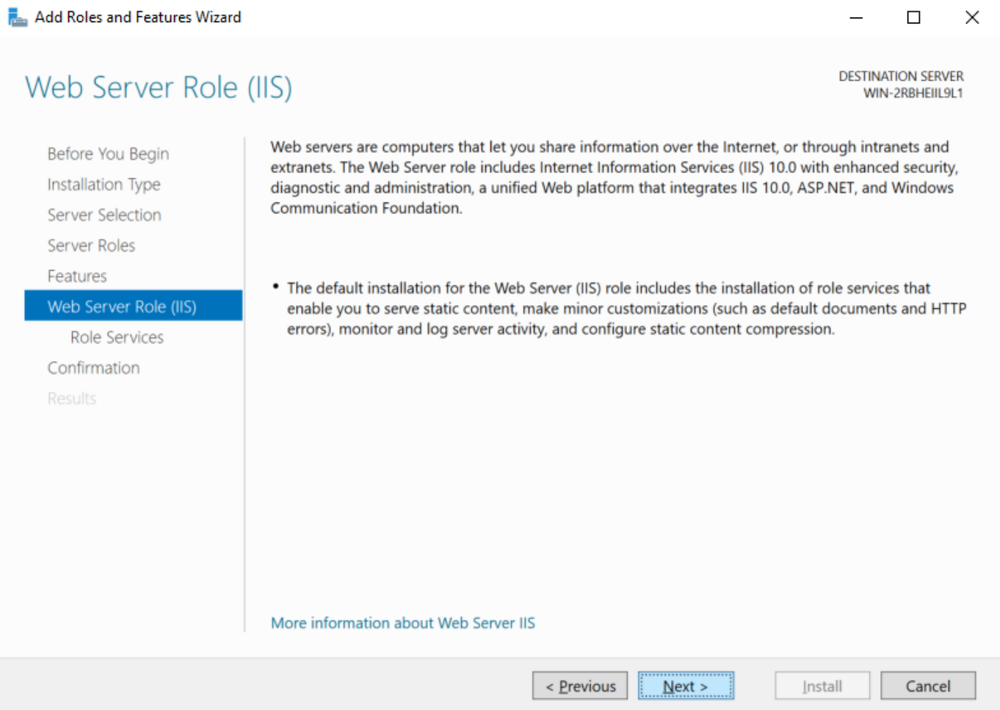 Add Roles and Features Wizard
Web Server Role (IIS)
DESTINATION SERVER
WIN-2RBHEIIL9L1
Before You Begin
Installation Type
Server Selection
Server Roles
Features
Web Server Role (IIS)
Role Services
Confirmation
Results
Web servers are computers that let you share information over the Internet, or through intranets and
extranets. The Web Server role includes Internet Information Services (IIS) 10.0 with enhanced security,
diagnostic and administration, a unified Web platform that integrates IIS 10.0, ASP.NET, and Windows
Communication Foundation.
• The default installation for the Web Server (IIS) role includes the installation of role services that
enable you to serve static content, make minor customizations (such as default documents and HTTP
errors), monitor and log server activity, and configure static content compression.
More information about Web Server IIS
< Previous
Next >
Install
Cancel